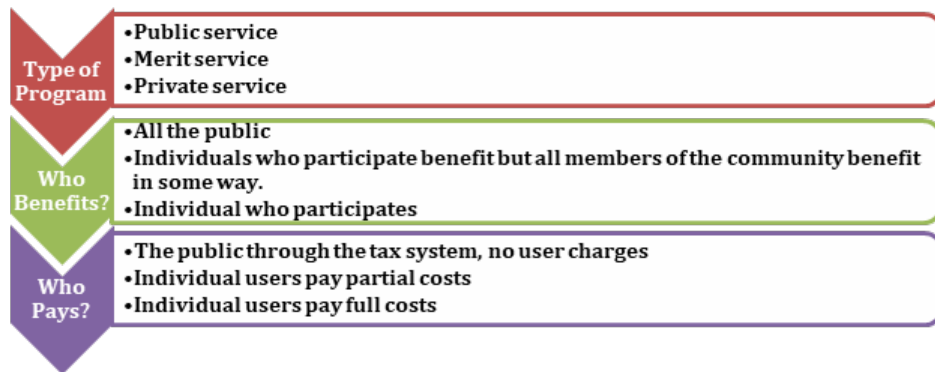 Type of
Program
•Public service
•Merit service
•Private service
Who
Benefits?
•All the public
•Individuals who participate benefit but all members of the community benefit
in some way.
•Individual who participates
Who
Pays?
•The public through the tax system, no user charges
•Individual users pay partial costs
•Individual users pay full costs